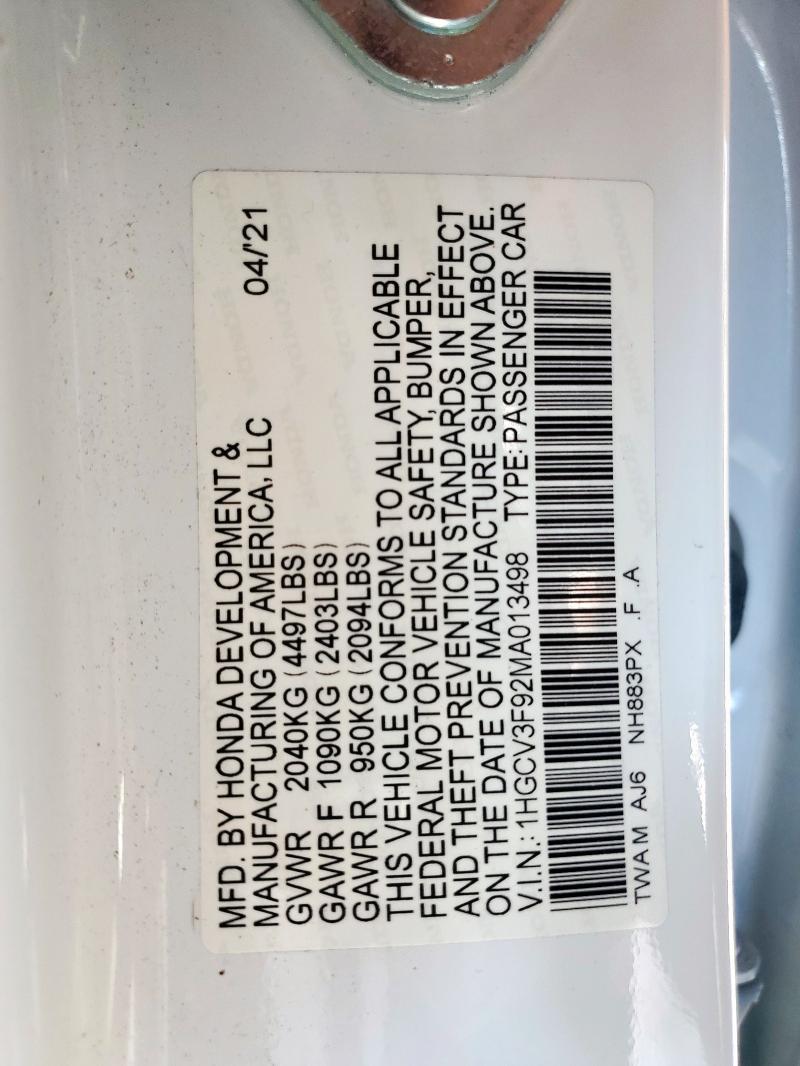 MFD. BY HONDA DEVELOPMENT &
MANUFACTURING OF AMERICA, LLC 04/'21
GVWR 2040KG (4497LBS)
GAWR F 1090KG (2403LBS)
GAWR R 950KG (2094LBS)
THIS VEHICLE CONFORMS TO ALL APPLICABLE
FEDERAL MOTOR VEHICLE SAFETY, BUMPER,
AND THEFT PREVENTION STANDARDS IN EFFECT
ON THE DATE OF MANUFACTURE SHOWN ABOVE.
V.I.N.: 1HGCV3F92MA013498 TYPE: PASSENGER CAR
TWA M AJ6 NH883PX .F .A